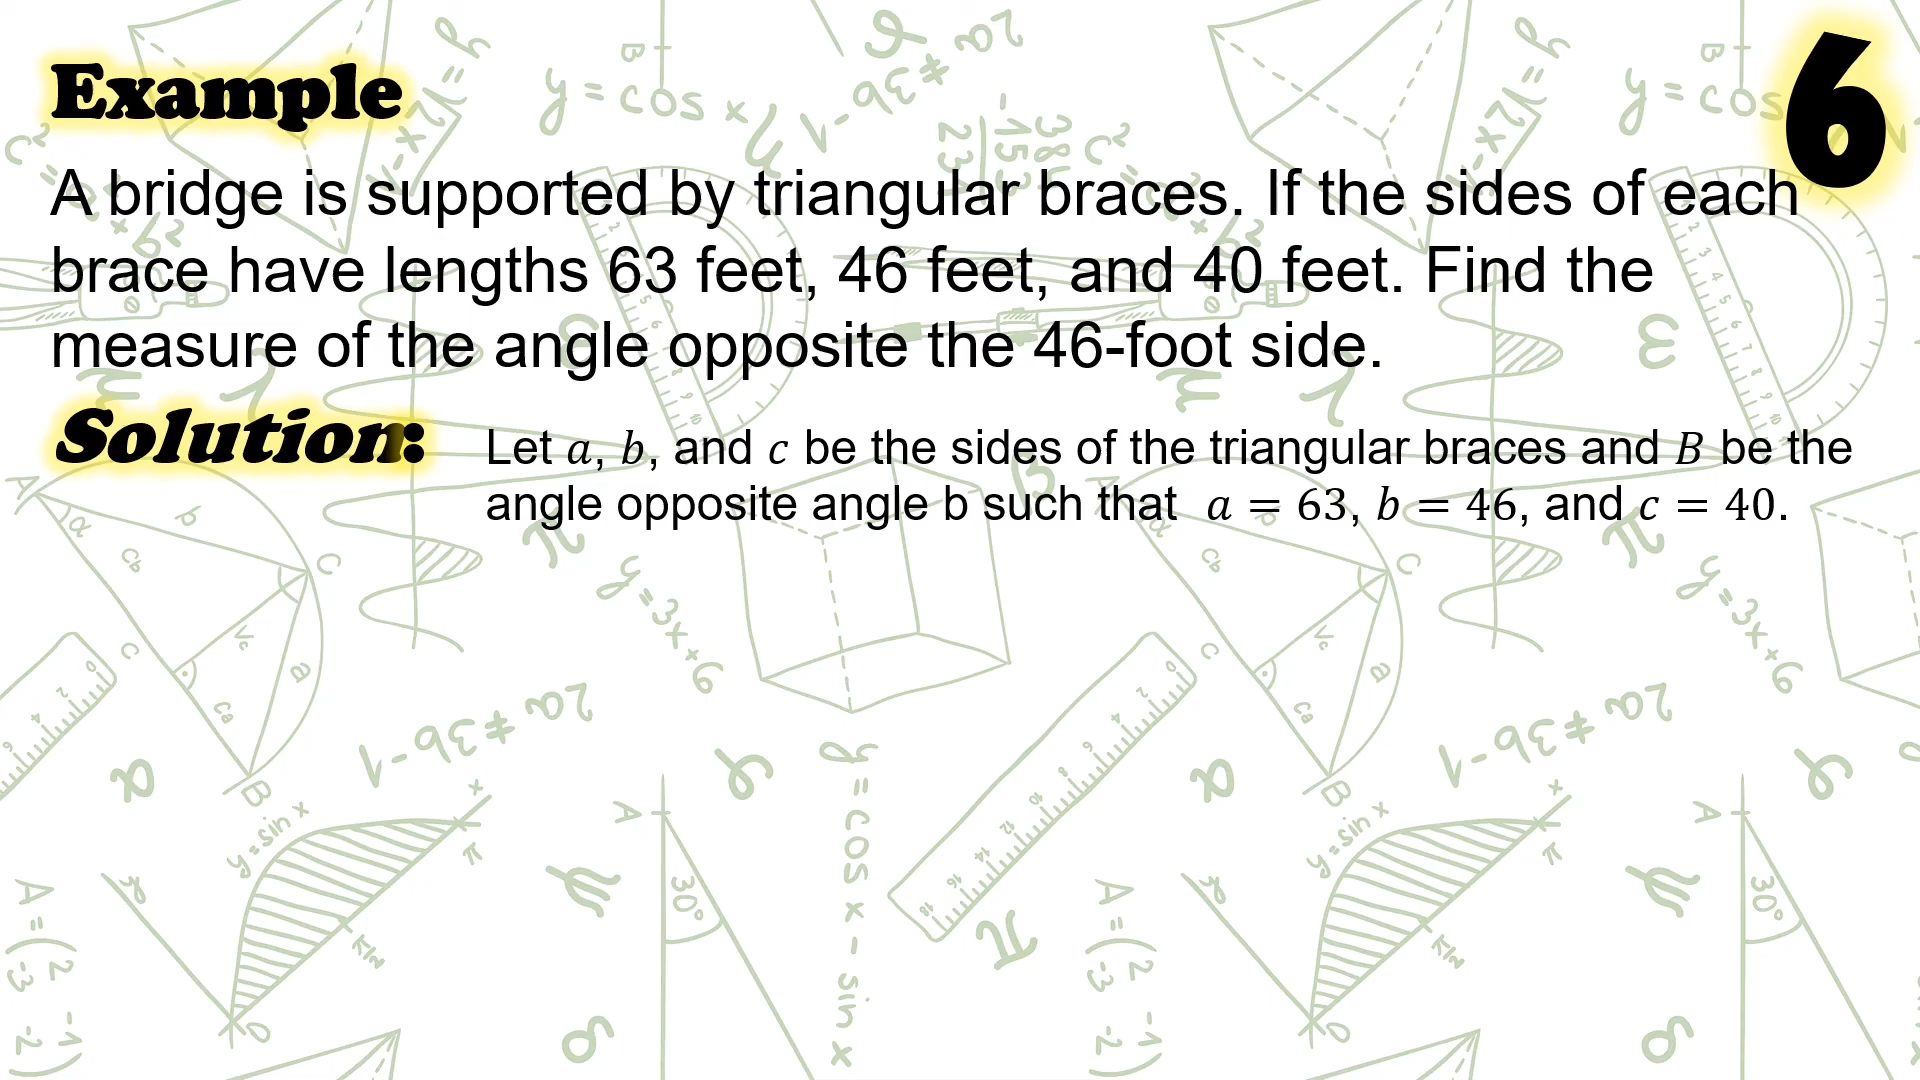 Example
6
A bridge is supported by triangular braces. If the sides of each
brace have lengths 63 feet, 46 feet, and 40 feet. Find the
measure of the angle opposite the 46-foot side.
Solution:
Let a, b, and c be the sides of the triangular braces and B be the
angle opposite angle b such that a = 63, b = 46, and c = 40.